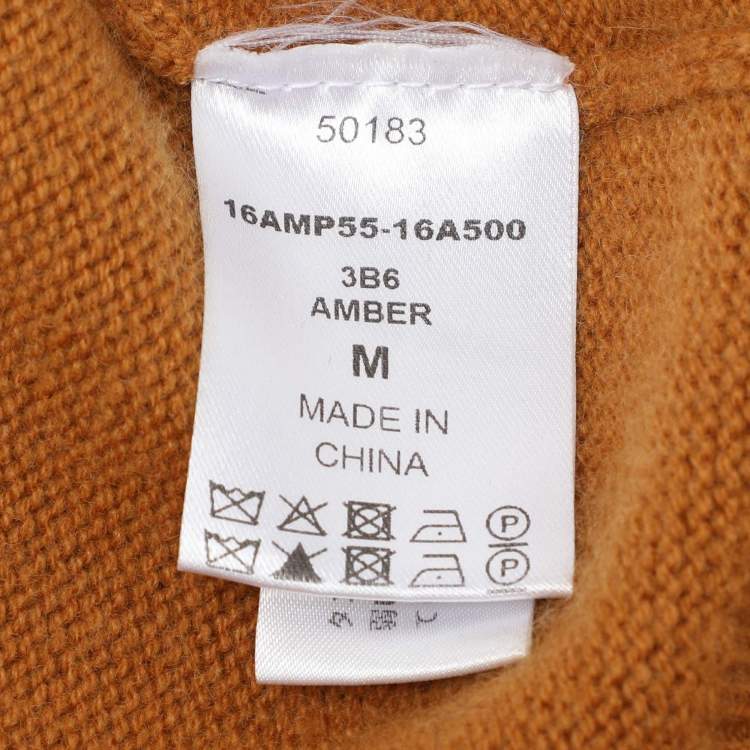 50183
16AMP55-16A500
3B6
AMBER
M
MADE IN
CHINA
P
P